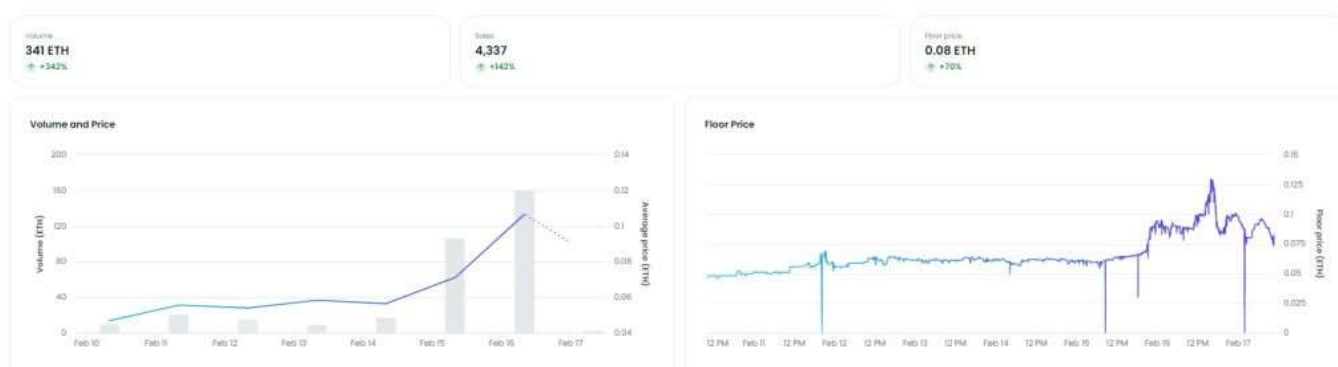 Volume
341 ETH
+342%
Sales
4,337
+142%
Floor price
0.08 ETH
+70%
Volume and Price
200
160
120
80
40
0
Volume (ETH)
0.14
0.12
0.1
0.08
0.06
0.04
Average price (ETH)
Feb 10 Feb 11 Feb 12 Feb 13 Feb 14 Feb 15 Feb 16 Feb 17
Floor Price
0.15
0.125
0.1
0.075
0.05
0.025
0
Floor price (ETH)
12 PM Feb 11 12 PM Feb 12 12 PM Feb 13 12 PM Feb 14 12 PM Feb 15 12 PM Feb 16 12 PM Feb 17